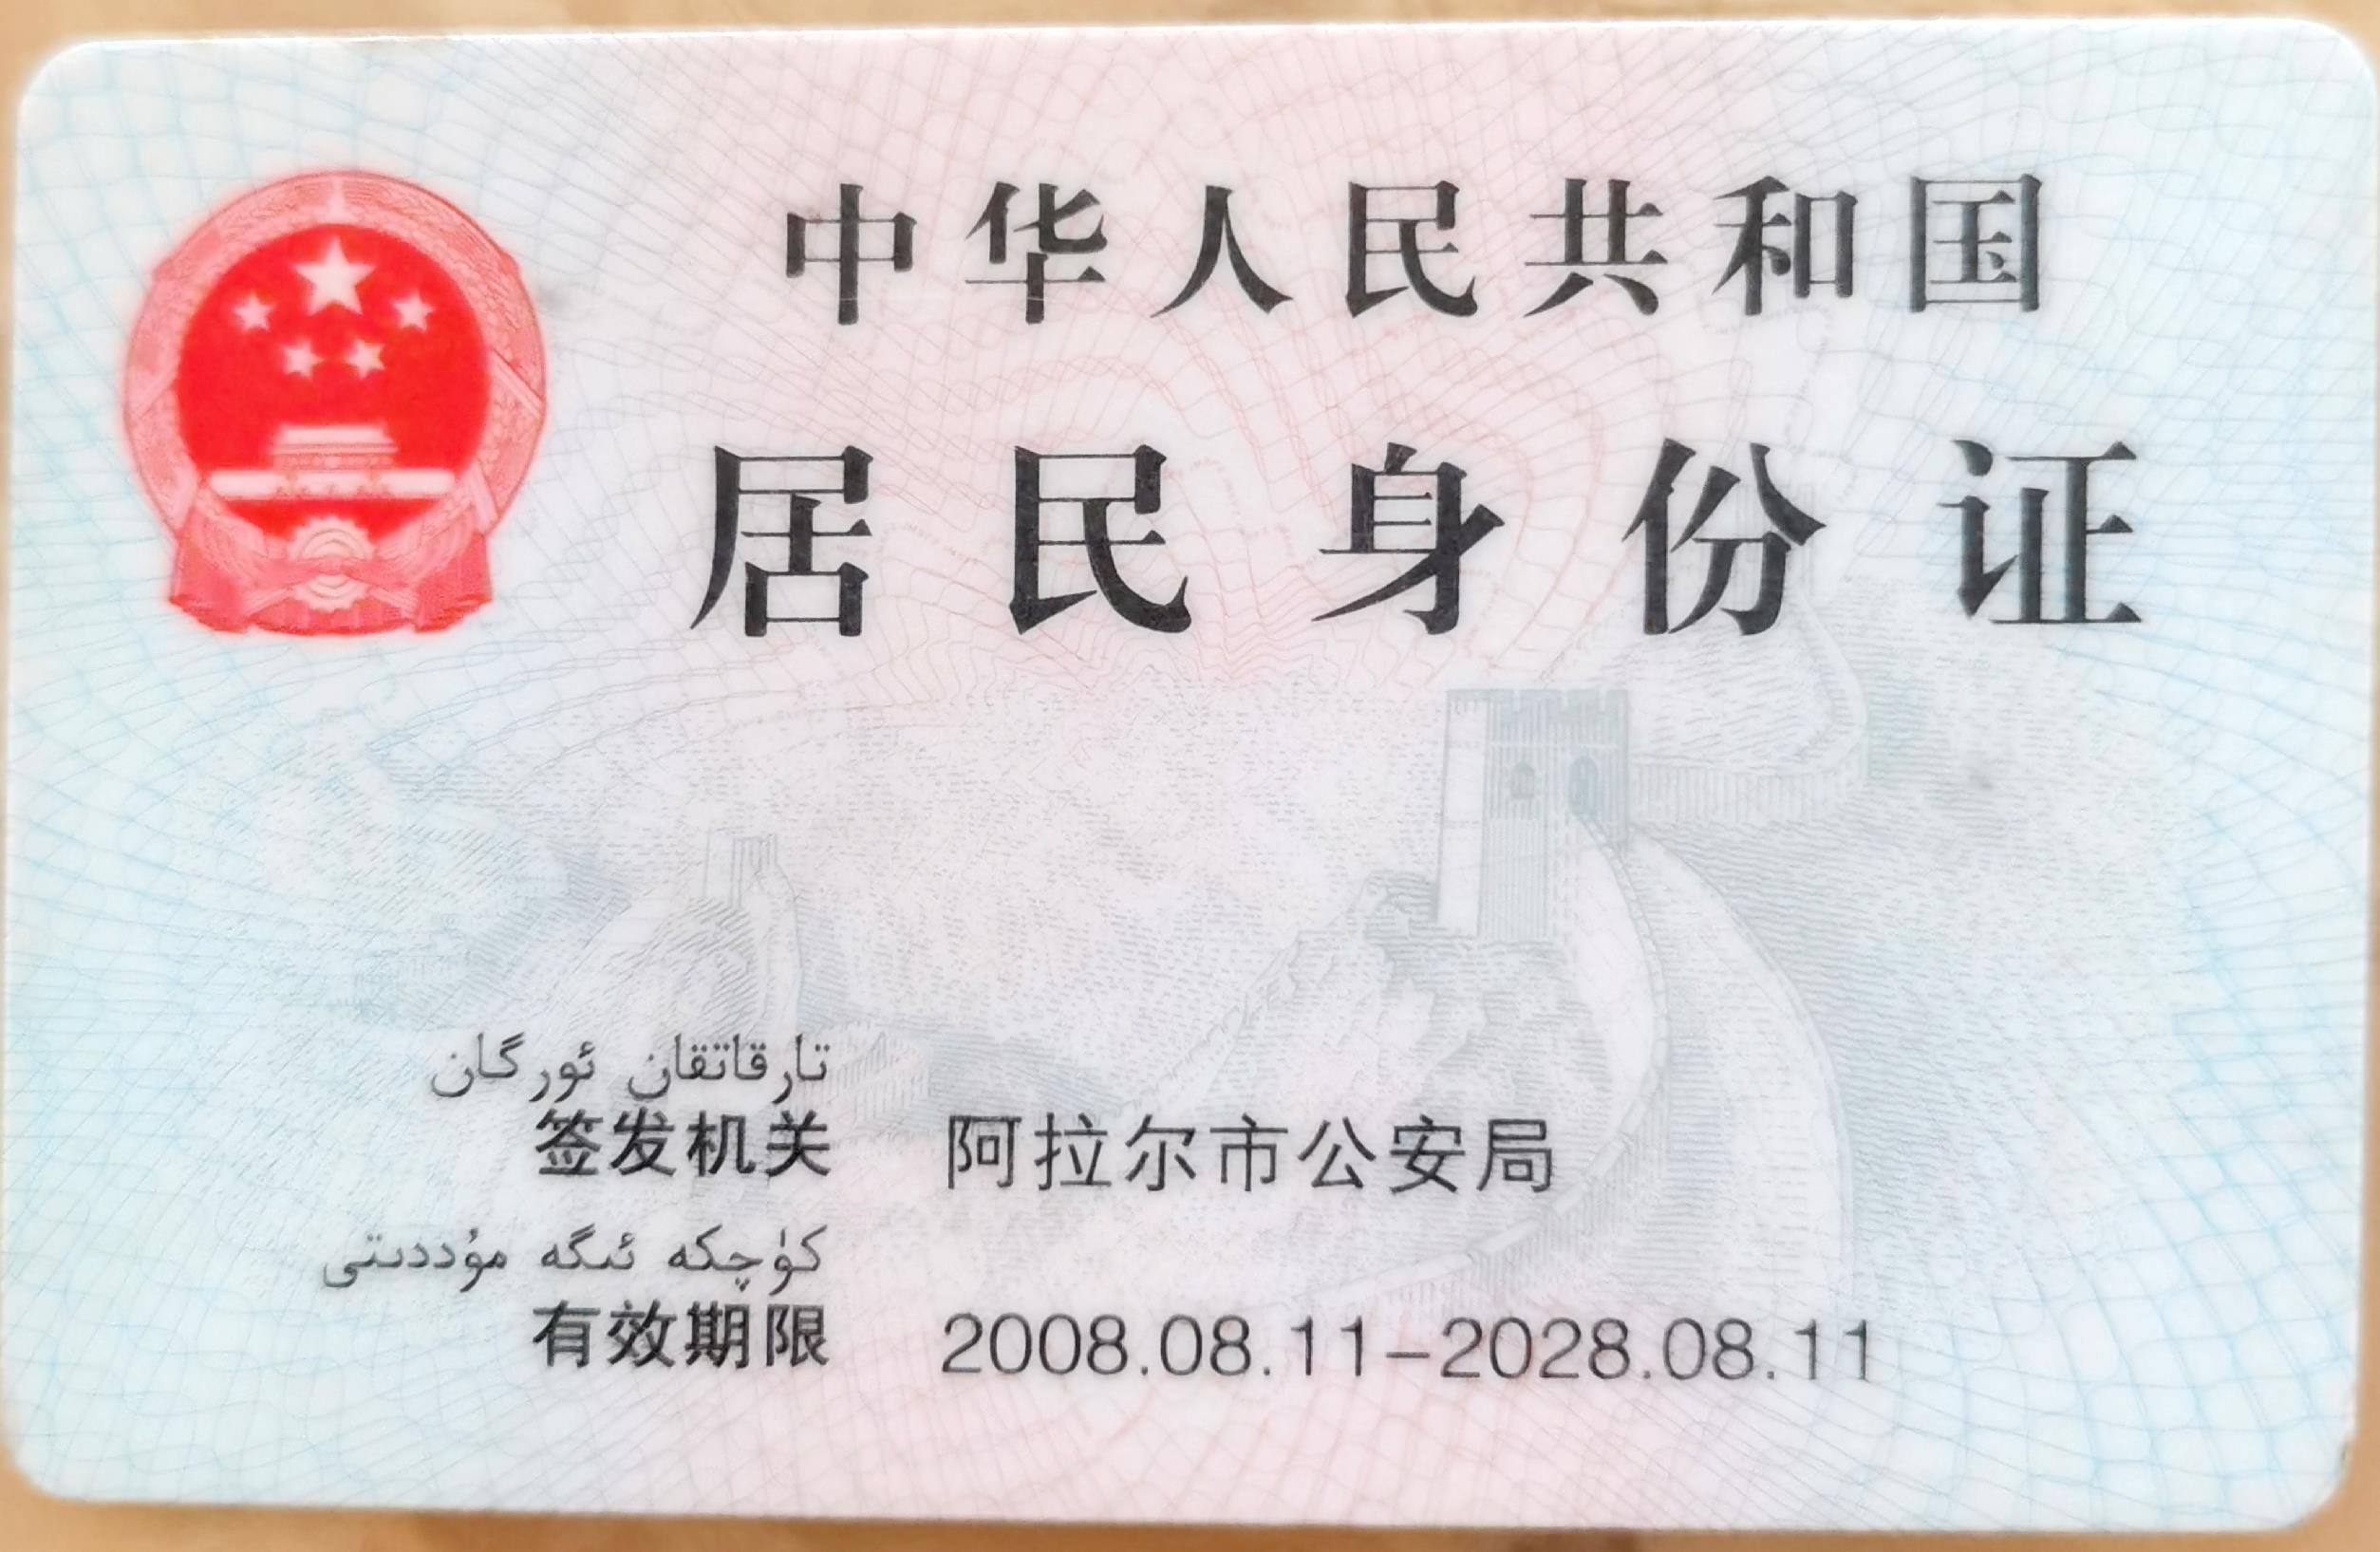 中华人民共和国
居民身份证
تارقاتقان ئورگان
签发机关 阿拉尔市公安局
كۈچكە ئىگە مۇددىتى
有效期限 2008.08.11-2028.08.11